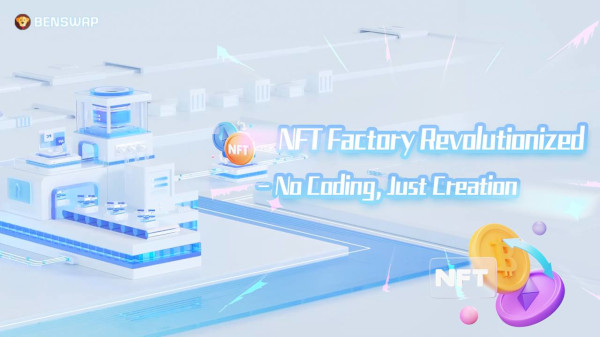 BENSWAP
NFT
NFT Factory Revolutionized
– No Coding, Just Creation
NFT